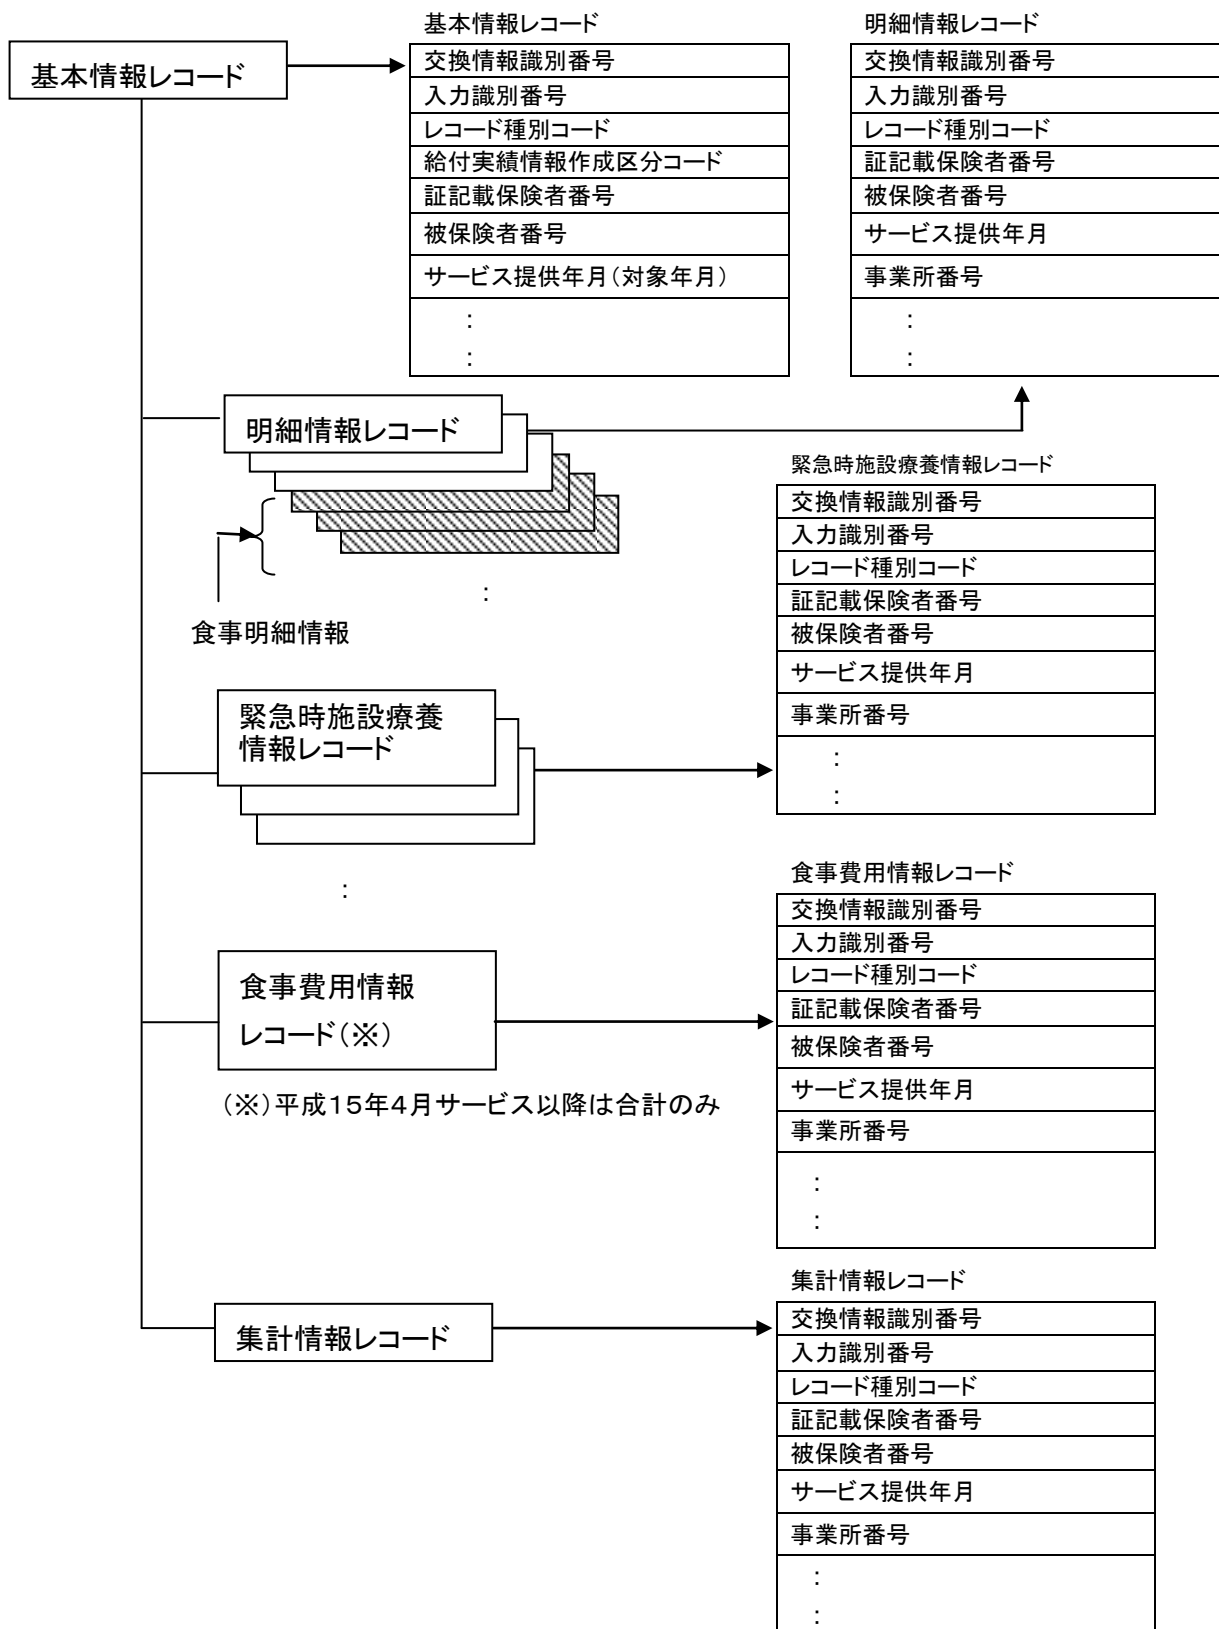 基本情報レコード
基本情報レコード
交換情報識別番号
入力識別番号
レコード種別コード
給付実績情報作成区分コード
証記載保険者番号
被保険者番号
サービス提供年月(対象年月)
:
:
明細情報レコード
交換情報識別番号
入力識別番号
レコード種別コード
証記載保険者番号
被保険者番号
サービス提供年月
事業所番号
:
:
明細情報レコード
:
食事明細情報
緊急時施設療養情報レコード
交換情報識別番号
入力識別番号
レコード種別コード
証記載保険者番号
被保険者番号
サービス提供年月
事業所番号
:
:
緊急時施設療養
情報レコード
:
食事費用情報レコード
交換情報識別番号
入力識別番号
レコード種別コード
証記載保険者番号
被保険者番号
サービス提供年月
事業所番号
:
:
食事費用情報
レコード(※)
(※)平成15年4月サービス以降は合計のみ
集計情報レコード
集計情報レコード
交換情報識別番号
入力識別番号
レコード種別コード
証記載保険者番号
被保険者番号
サービス提供年月
事業所番号
:
: